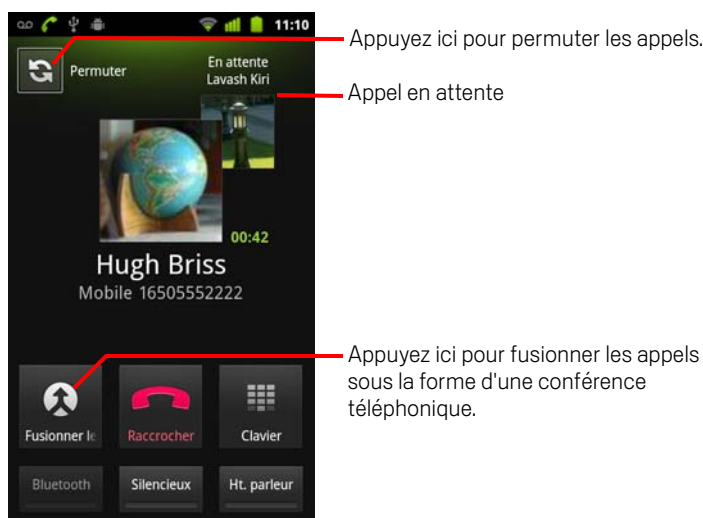 11:10
Permuter
En attente
Lavash Kiri
Appuyez ici pour permuter les appels.
Appel en attente
00:42
Hugh Briss
Mobile 16505552222
Appuyez ici pour fusionner les appels
sous la forme d'une conférence
téléphonique.
Fusionner le
Raccrocher
Clavier
Bluetooth
Silencieux
Ht. parleur